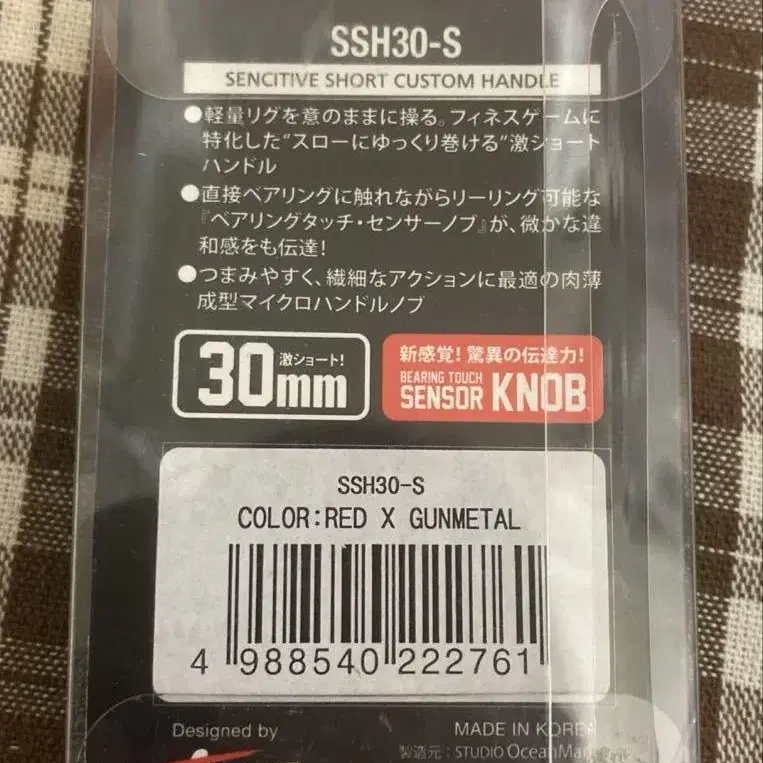 SSH30-S
SENCITIVE SHORT CUSTOM HANDLE
●軽量リグを意のままに操る。フィネスゲームに
特化した"スローにゆっくり巻ける"激ショート
ハンドル
●直接ベアリングに触れながらリーリング可能な
『ベアリングタッチ・センサーノブ』が、微かな違
和感をも伝達!
●つまみやすく、繊細なアクションに最適の肉薄
成型マイクロハンドルノブ
30mm 激ショート!
新感覚! 驚異の伝達力!
BEARING TOUCH
SENSOR KNOB
SSH30-S
COLOR:RED X GUNMETAL
4 988540 222761
Designed by
MADE IN KOREA
製造元:STUDIO OceanMark